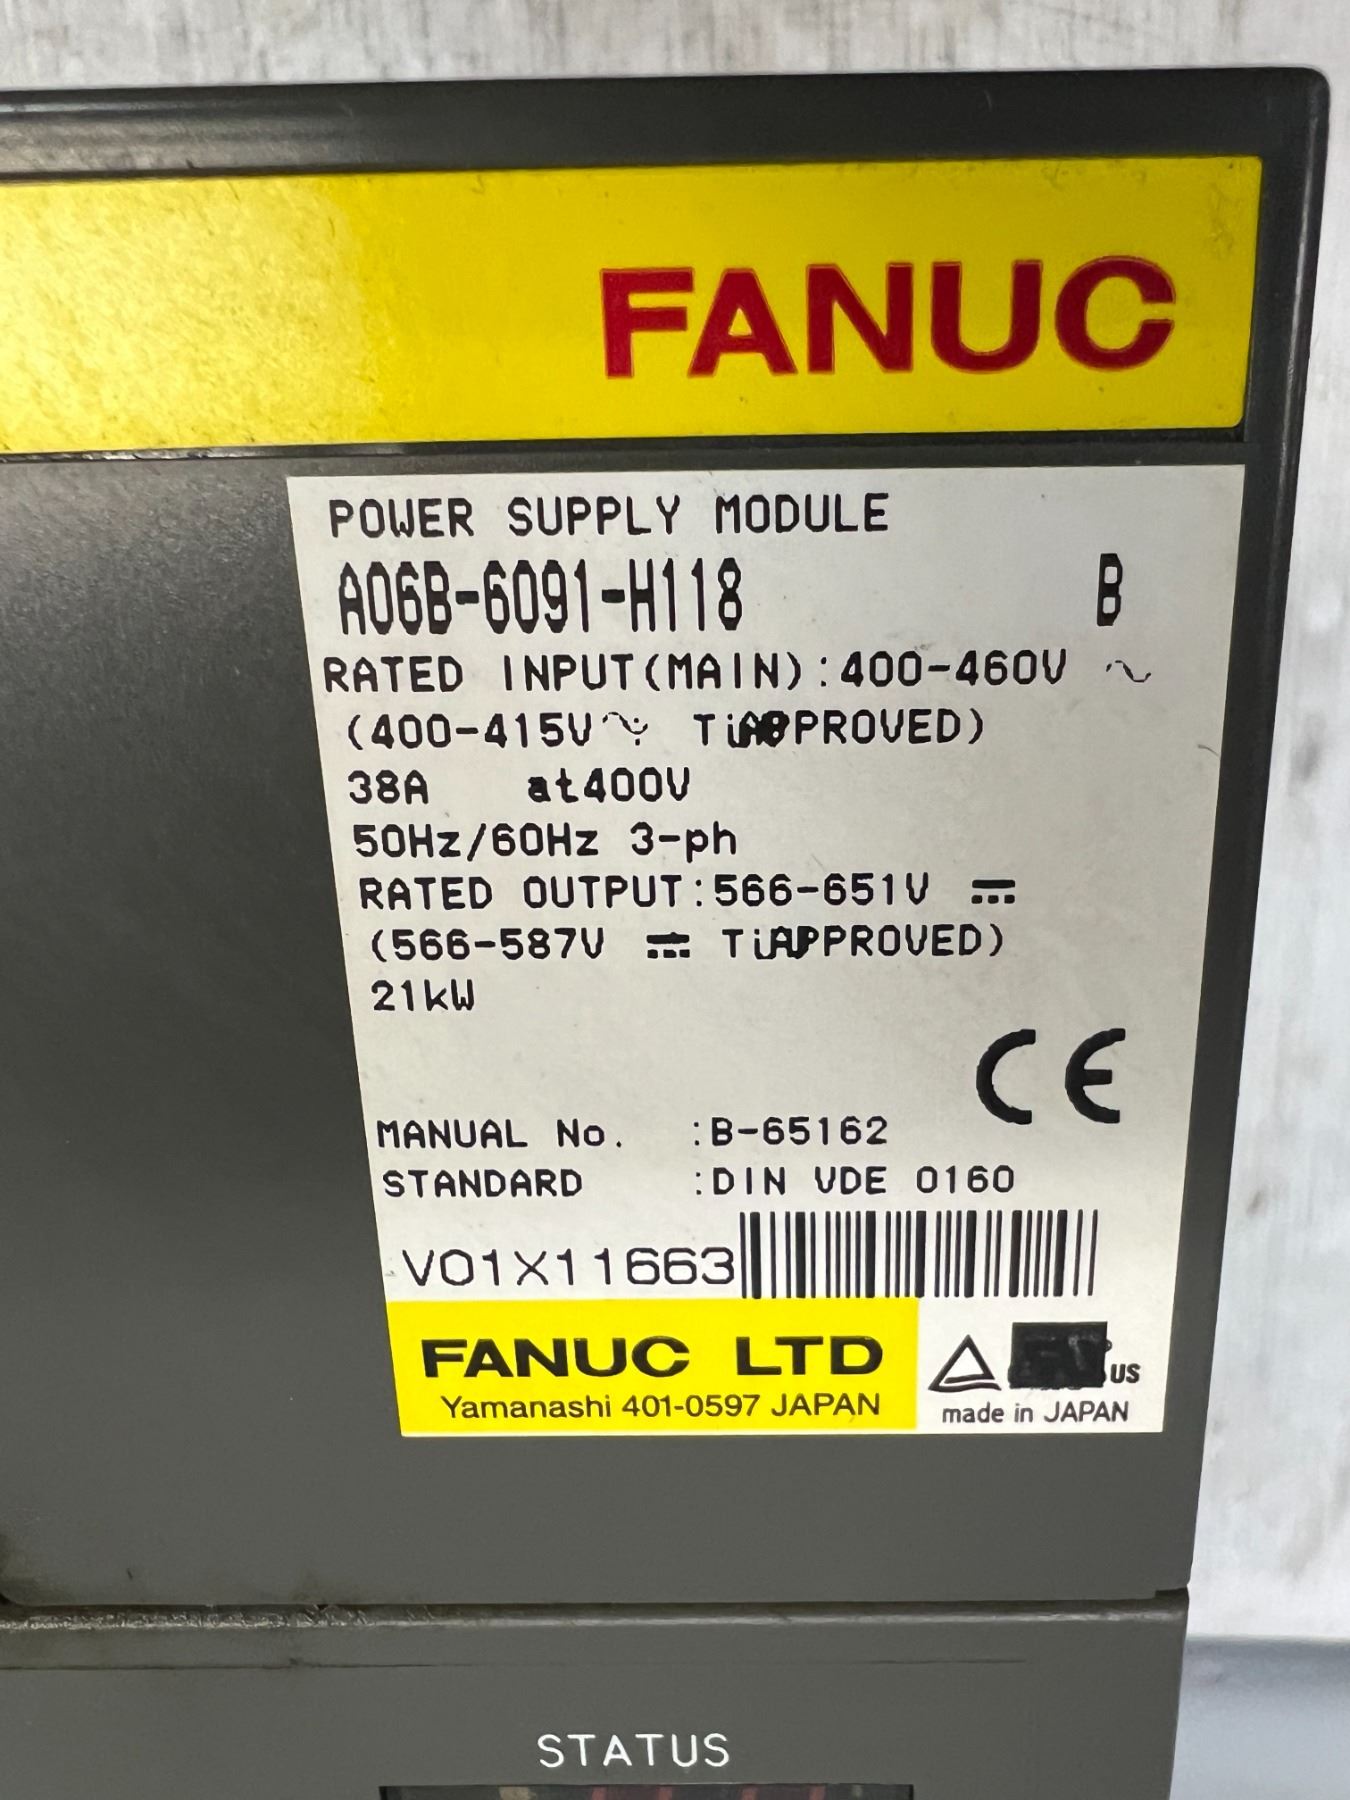 FANUC
POWER SUPPLY MODULE
A06B-6091-H118 B
RATED INPUT(MAIN):400-460V ~
(400-415V~ APPROVED)
38A at400V
50Hz/60Hz 3-ph
RATED OUTPUT:566-651V ⎓
(566-587V ⎓ APPROVED)
21kW
CE
MANUAL No. :B-65162
STANDARD :DIN VDE 0160
V01X11663
FANUC LTD
Yamanashi 401-0597 JAPAN
US
made in JAPAN
STATUS